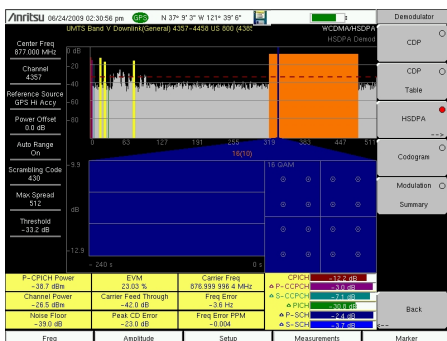 Anritsu 06/24/2009 02:30:56 pm GPS N 37° 9' 3" W 121° 39' 6"
Demodulator
UMTS Band V Downlink(General) 4357-4458 US 800 (4385
WCDMA/HSDPA
HSDPA Demod
Center Freq
877.000 MHz
Channel
4357
Reference Source
GPS Hi Accy
Power Offset
0.0 dB
Auto Range
On
Scrambling Code
430
Max Spread
512
Threshold
-33.2 dB
0 dB
-20
-40
-60
-80
0 63 127 191 255 319 383 447 511
16(10)
-9.9
dB
-12.9
- 240 s
0 s
16 QAM
CDP
CDP
Table
HSDPA
-->
Codogram
Modulation
Summary
Back
<--
P-CPICH Power
-38.7 dBm
EVM
23.03 %
Carrier Freq
876.999 996 4 MHz
Channel Power
-26.5 dBm
Carrier Feed Through
-42.0 dB
Freq Error
-3.6 Hz
Noise Floor
-39.0 dB
Peak CD Error
-23.0 dB
Freq Error PPM
-0.004
CPICH -12.2 dB
P-CCPCH -3.0 dB
S-CCPCH -7.1 dB
PICH -30.8 dB
P-SCH -2.4 dB
S-SCH -3.7 dB
Freq Amplitude Setup Measurements Marker